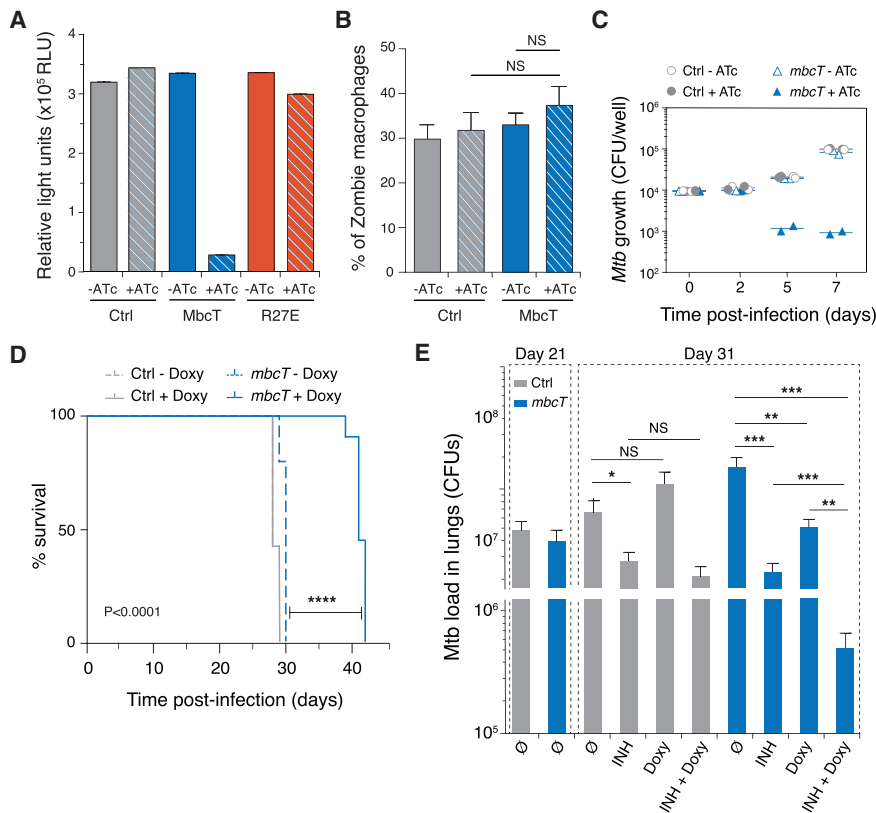 A
Relative light units (x10⁵ RLU)
4
3
2
1
0
-ATc +ATc -ATc +ATc -ATc +ATc
Ctrl MbcT R27E
B
% of Zombie macrophages
50
40
30
20
10
0
NS
NS
-ATc +ATc -ATc +ATc
Ctrl MbcT
C
Ctrl - ATc mbcT - ATc
Ctrl + ATc mbcT + ATc
Mtb growth (CFU/well)
10⁶
10⁵
10⁴
10³
10²
0 2 5 7
Time post-infection (days)
D
Ctrl - Doxy mbcT - Doxy
Ctrl + Doxy mbcT + Doxy
% survival
100
50
0
P<0.0001
****
0 10 20 30 40
Time post-infection (days)
E
Day 21 Day 31
Ctrl
mbcT
Mtb load in lungs (CFUs)
10⁸
10⁷
10⁶
10⁵
NS
NS
*
***
**
***
***
**
Ø Ø Ø INH Doxy INH + Doxy Ø INH Doxy INH + Doxy